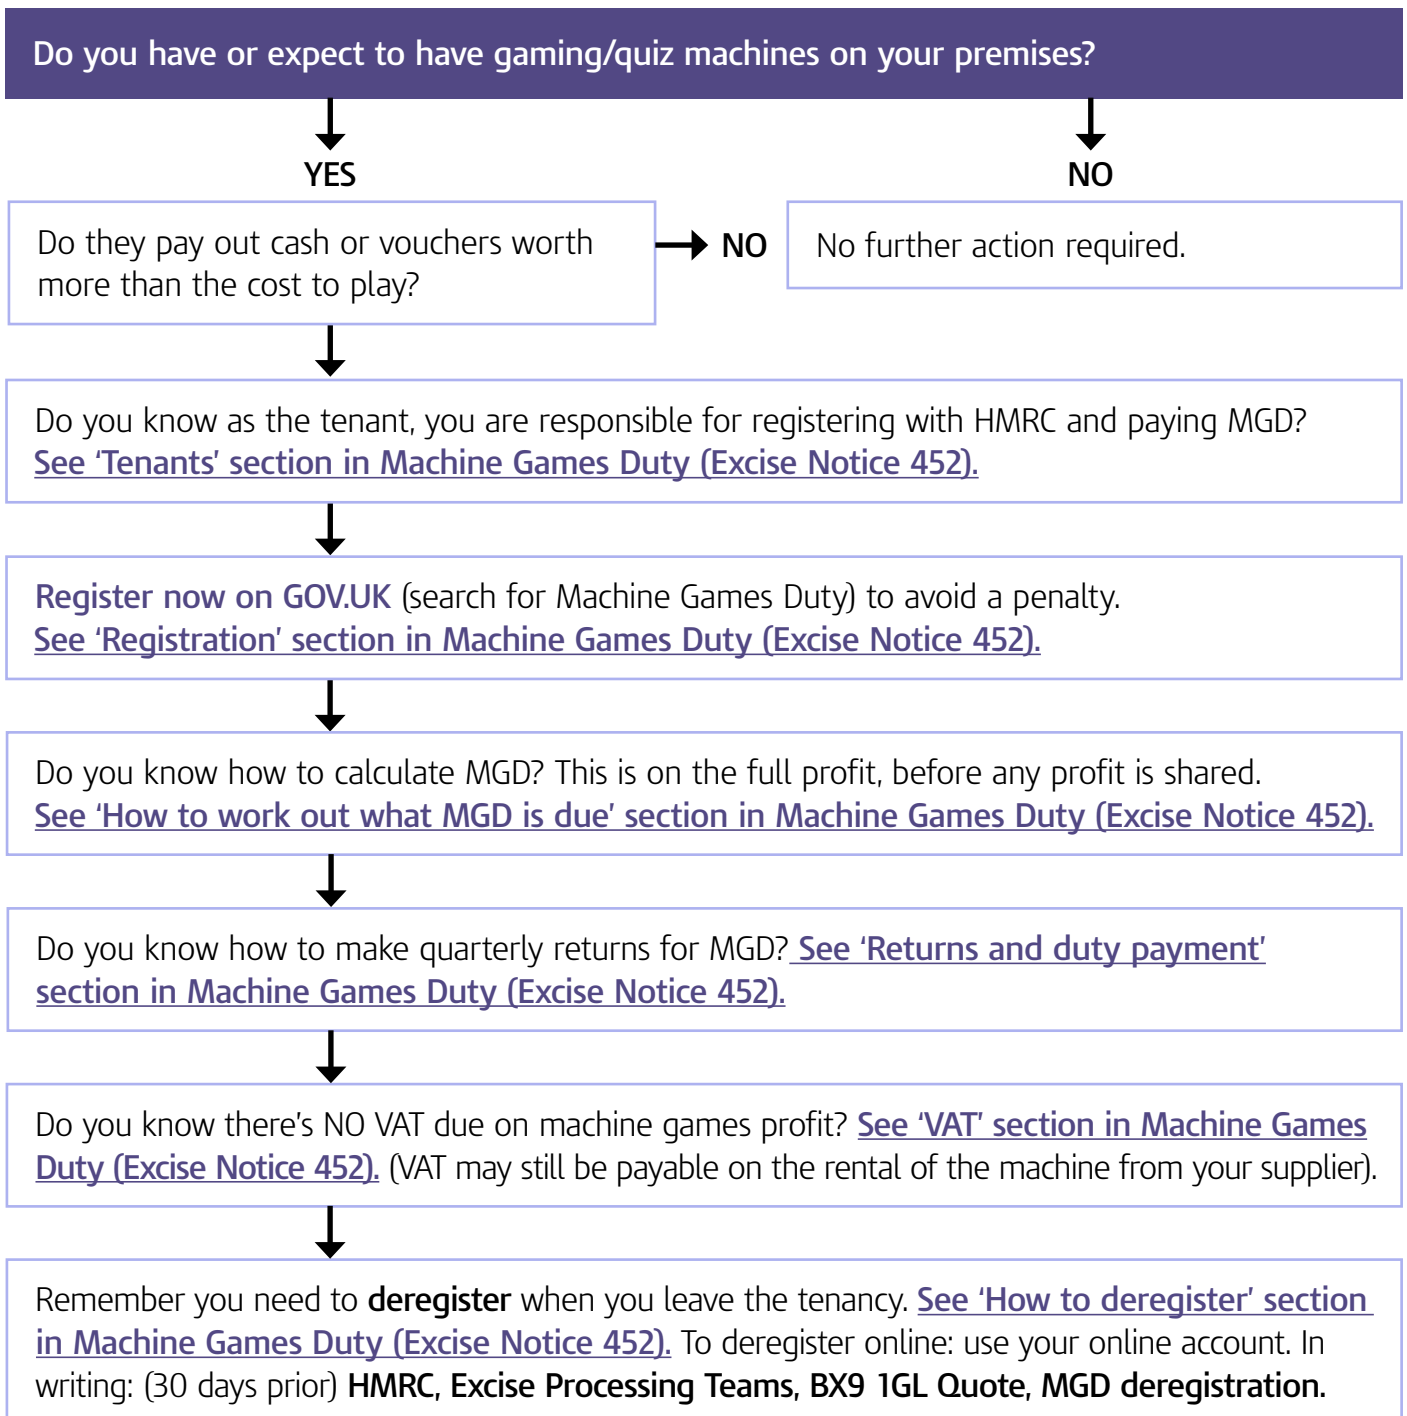 Do you have or expect to have gaming/quiz machines on your premises?
YES
NO
Do they pay out cash or vouchers worth
more than the cost to play?
NO
No further action required.
Do you know as the tenant, you are responsible for registering with HMRC and paying MGD?
See ‘Tenants’ section in Machine Games Duty (Excise Notice 452).
Register now on GOV.UK (search for Machine Games Duty) to avoid a penalty.
See ‘Registration’ section in Machine Games Duty (Excise Notice 452).
Do you know how to calculate MGD? This is on the full profit, before any profit is shared.
See ‘How to work out what MGD is due’ section in Machine Games Duty (Excise Notice 452).
Do you know how to make quarterly returns for MGD? See ‘Returns and duty payment’
section in Machine Games Duty (Excise Notice 452).
Do you know there’s NO VAT due on machine games profit? See ‘VAT’ section in Machine Games
Duty (Excise Notice 452). (VAT may still be payable on the rental of the machine from your supplier).
Remember you need to deregister when you leave the tenancy. See ‘How to deregister’ section
in Machine Games Duty (Excise Notice 452). To deregister online: use your online account. In
writing: (30 days prior) HMRC, Excise Processing Teams, BX9 1GL Quote, MGD deregistration.